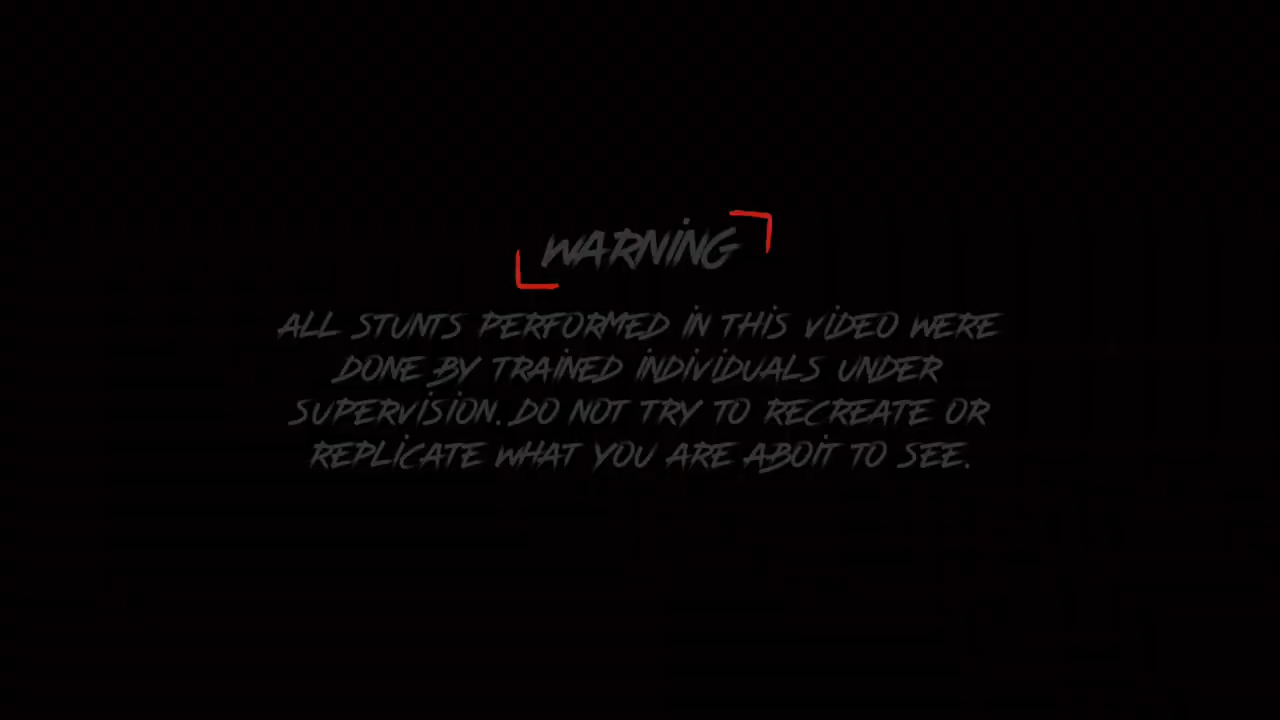 WARNING
ALL STUNTS PERFORMED IN THIS VIDEO WERE
DONE BY TRAINED INDIVIDUALS UNDER
SUPERVISION. DO NOT TRY TO RECREATE OR
REPLICATE WHAT YOU ARE ABOIT TO SEE.